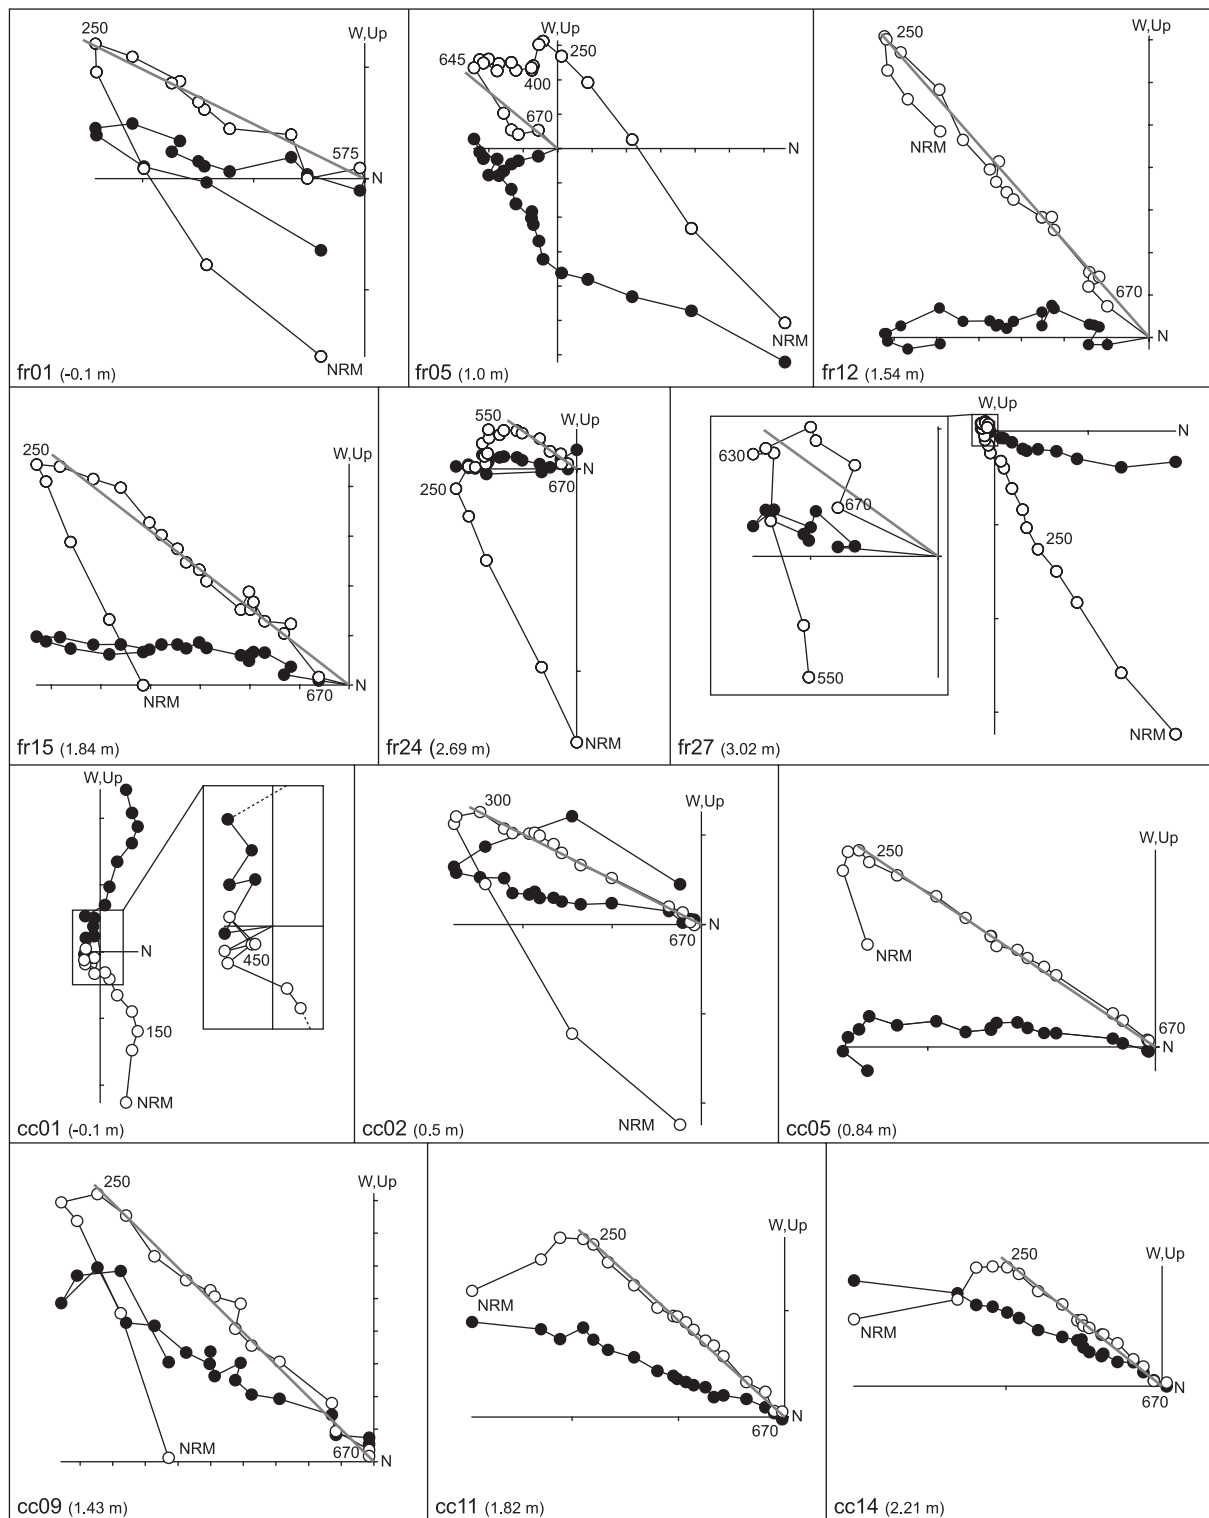 250
W,Up
575
N
NRM
fr01 (-0.1 m)
W,Up
645
250
400
670
N
NRM
fr05 (1.0 m)
250
W,Up
NRM
670
N
fr12 (1.54 m)
W,Up
250
N
670
NRM
fr15 (1.84 m)
W,Up
550
N
670
250
NRM
fr24 (2.69 m)
W,Up
N
630
670
550
250
NRM
fr27 (3.02 m)
W,Up
N
450
150
NRM
cc01 (-0.1 m)
W,Up
300
N
670
NRM
cc02 (0.5 m)
W,Up
250
NRM
670
N
cc05 (0.84 m)
W,Up
250
NRM
670
N
cc09 (1.43 m)
W,Up
250
NRM
N
670
cc11 (1.82 m)
W,Up
250
NRM
N
670
cc14 (2.21 m)